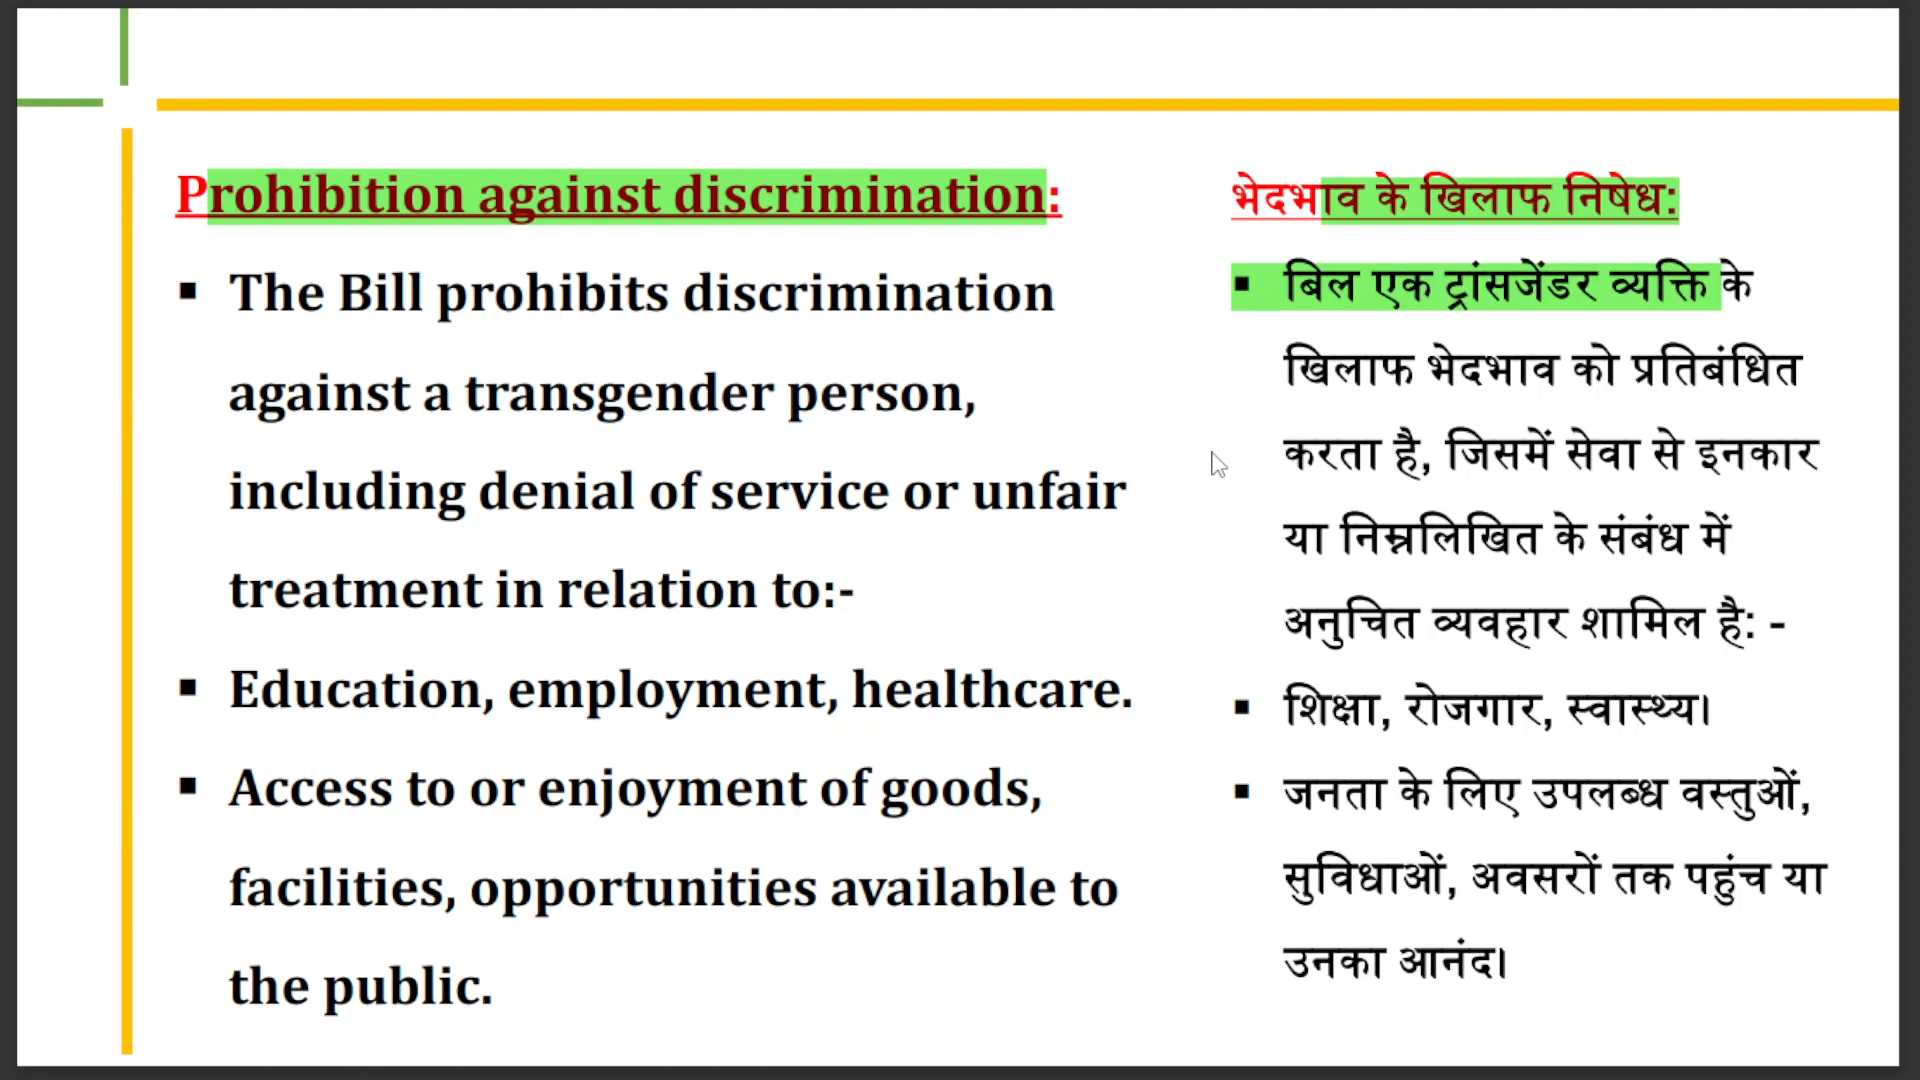 Prohibition against discrimination:
▪ The Bill prohibits discrimination
against a transgender person,
including denial of service or unfair
treatment in relation to:-
▪ Education, employment, healthcare.
▪ Access to or enjoyment of goods,
facilities, opportunities available to
the public.
भेदभाव के खिलाफ निषेध:
▪ बिल एक ट्रांसजेंडर व्यक्ति के
खिलाफ भेदभाव को प्रतिबंधित
करता है, जिसमें सेवा से इनकार
या निम्नलिखित के संबंध में
अनुचित व्यवहार शामिल है: -
▪ शिक्षा, रोजगार, स्वास्थ्य।
▪ जनता के लिए उपलब्ध वस्तुओं,
सुविधाओं, अवसरों तक पहुंच या
उनका आनंद।